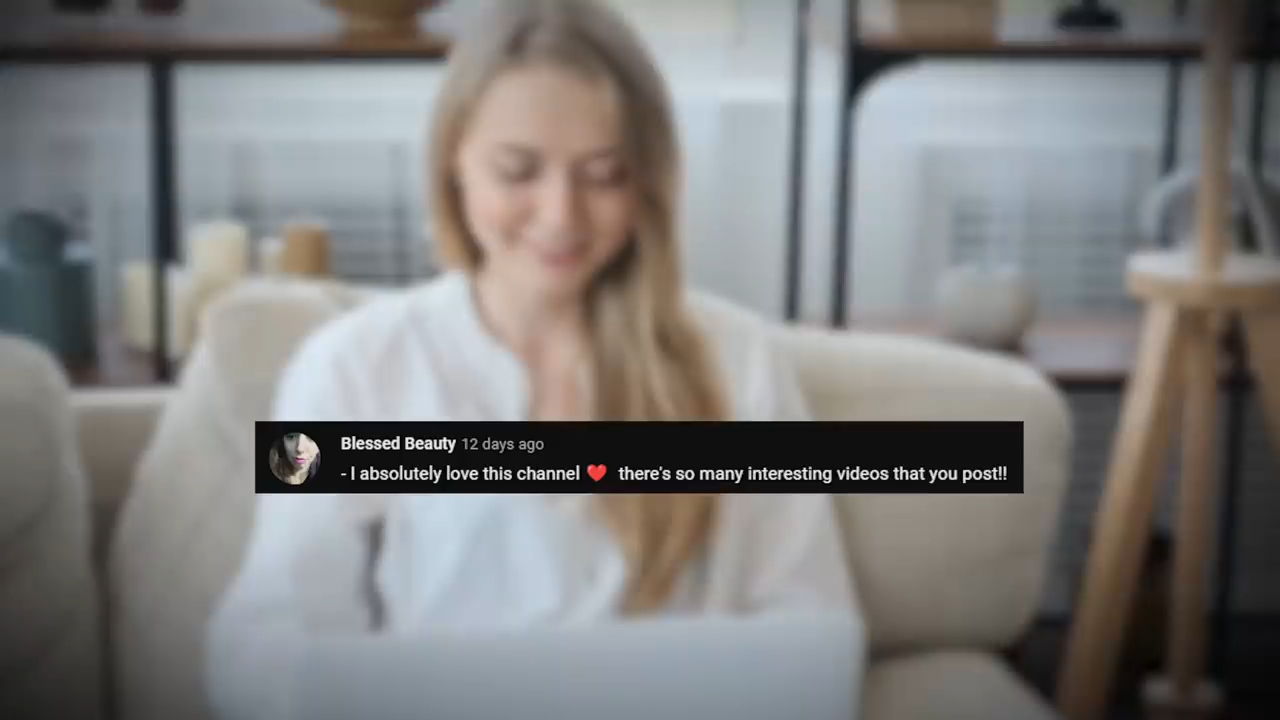 Blessed Beauty 12 days ago
- I absolutely love this channel ❤️ there's so many interesting videos that you post!!